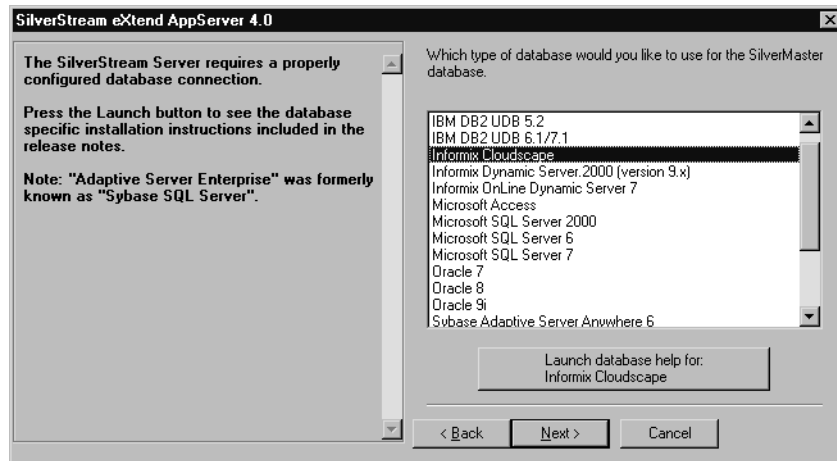 SilverStream eXtend AppServer 4.0
The SilverStream Server requires a properly
configured database connection.
Press the Launch button to see the database
specific installation instructions included in the
release notes.
Note: "Adaptive Server Enterprise" was formerly
known as "Sybase SQL Server".
Which type of database would you like to use for the SilverMaster
database.
IBM DB2 UDB 5.2
IBM DB2 UDB 6.1/7.1
Informix Cloudscape
Informix Dynamic Server.2000 (version 9.x)
Informix OnLine Dynamic Server 7
Microsoft Access
Microsoft SQL Server 2000
Microsoft SQL Server 6
Microsoft SQL Server 7
Oracle 7
Oracle 8
Oracle 9i
Sybase Adaptive Server Anywhere 6
Launch database help for:
Informix Cloudscape
< Back
Next >
Cancel